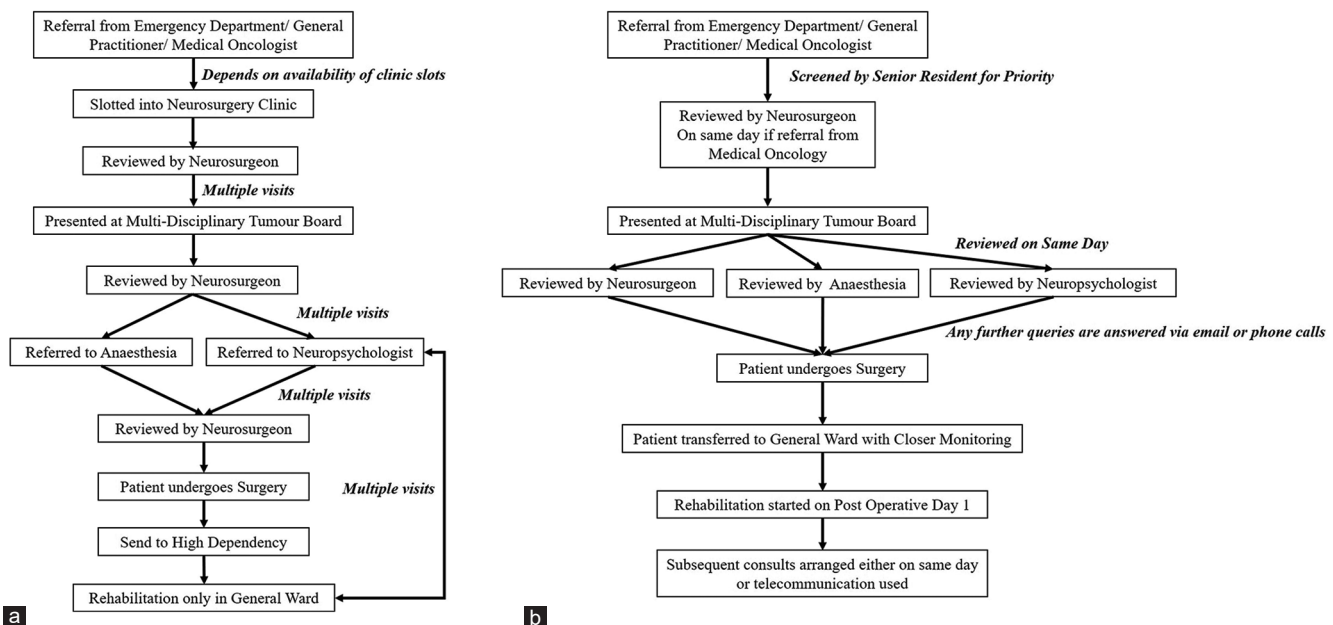 Referral from Emergency Department/ General
Practitioner/ Medical Oncologist
Depends on availability of clinic slots
Slotted into Neurosurgery Clinic
Reviewed by Neurosurgeon
Multiple visits
Presented at Multi-Disciplinary Tumour Board
Reviewed by Neurosurgeon
Multiple visits
Referred to Anaesthesia
Referred to Neuropsychologist
Multiple visits
Reviewed by Neurosurgeon
Patient undergoes Surgery
Multiple visits
Send to High Dependency
Rehabilitation only in General Ward
a
Referral from Emergency Department/ General
Practitioner/ Medical Oncologist
Screened by Senior Resident for Priority
Reviewed by Neurosurgeon
On same day if referral from
Medical Oncology
Presented at Multi-Disciplinary Tumour Board
Reviewed on Same Day
Reviewed by Neurosurgeon
Reviewed by Anaesthesia
Reviewed by Neuropsychologist
Any further queries are answered via email or phone calls
Patient undergoes Surgery
Patient transferred to General Ward with Closer Monitoring
Rehabilitation started on Post Operative Day 1
Subsequent consults arranged either on same day
or telecommunication used
b